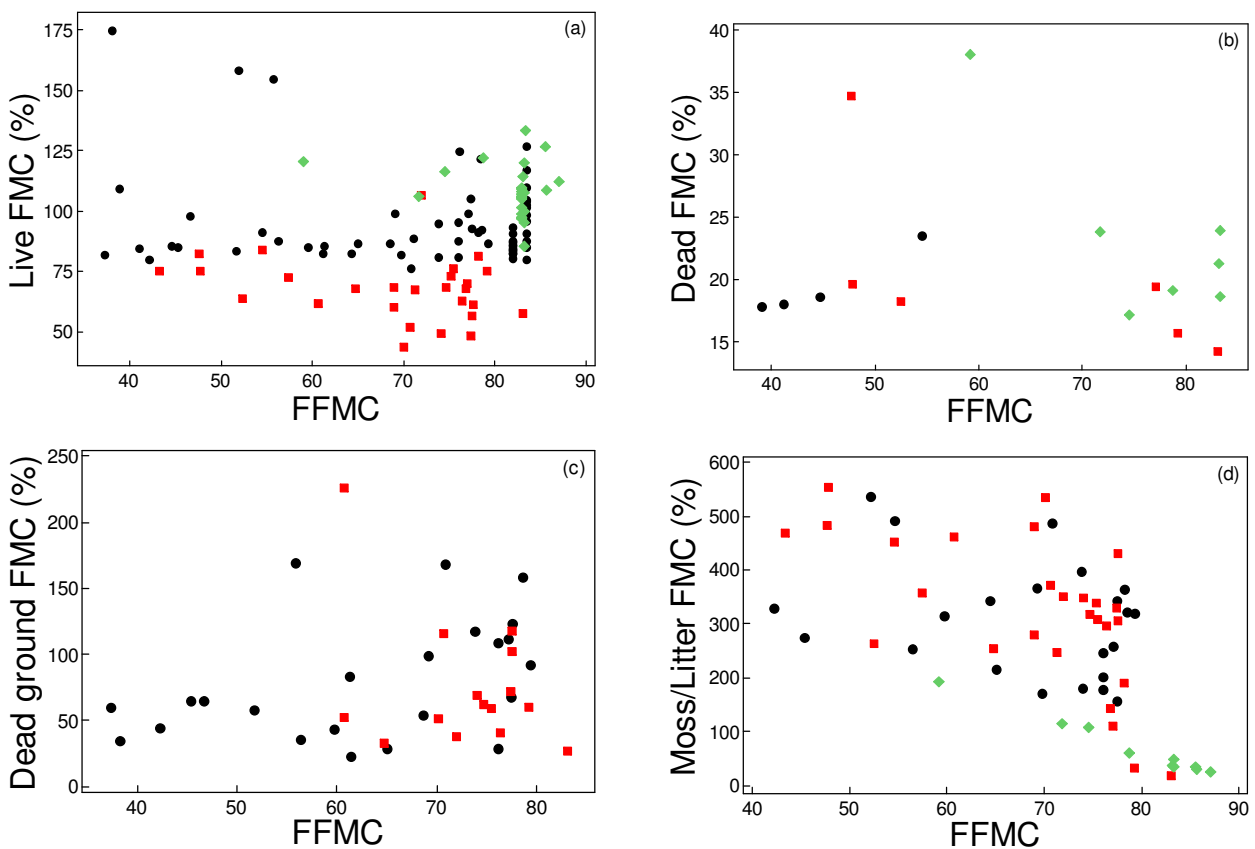 (a)
Live FMC (%)
175
150
125
100
75
50
40 50 60 70 80 90
FFMC
(b)
Dead FMC (%)
40
35
30
25
20
15
40 50 60 70 80
FFMC
(c)
Dead ground FMC (%)
250
200
150
100
50
0
40 50 60 70 80
FFMC
(d)
Moss/Litter FMC (%)
600
500
400
300
200
100
0
40 50 60 70 80 90
FFMC